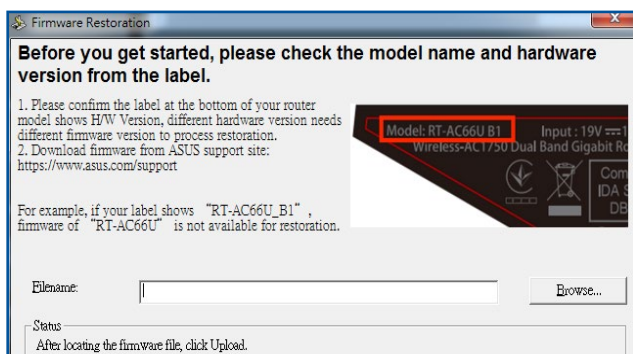 Firmware Restoration
Before you get started, please check the model name and hardware
version from the label.
1. Please confirm the label at the bottom of your router
model shows H/W Version, different hardware version needs
different firmware version to process restoration.
2. Download firmware from ASUS support site:
https://www.asus.com/support
Model: RT-AC66U B1 Input : 19V
Wireless-AC1750 Dual Band Gigabit Ro
Com
IDA S
DB
For example, if your label shows “RT-AC66U_B1” ,
firmware of “RT-AC66U” is not available for restoration.
Filename:
Browse...
Status
After locating the firmware file, click Upload.